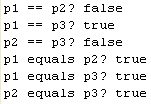 p1 == p2? false
p1 == p3? true
p2 == p3? false
p1 equals p2? true
p1 equals p3? true
p2 equals p3? true